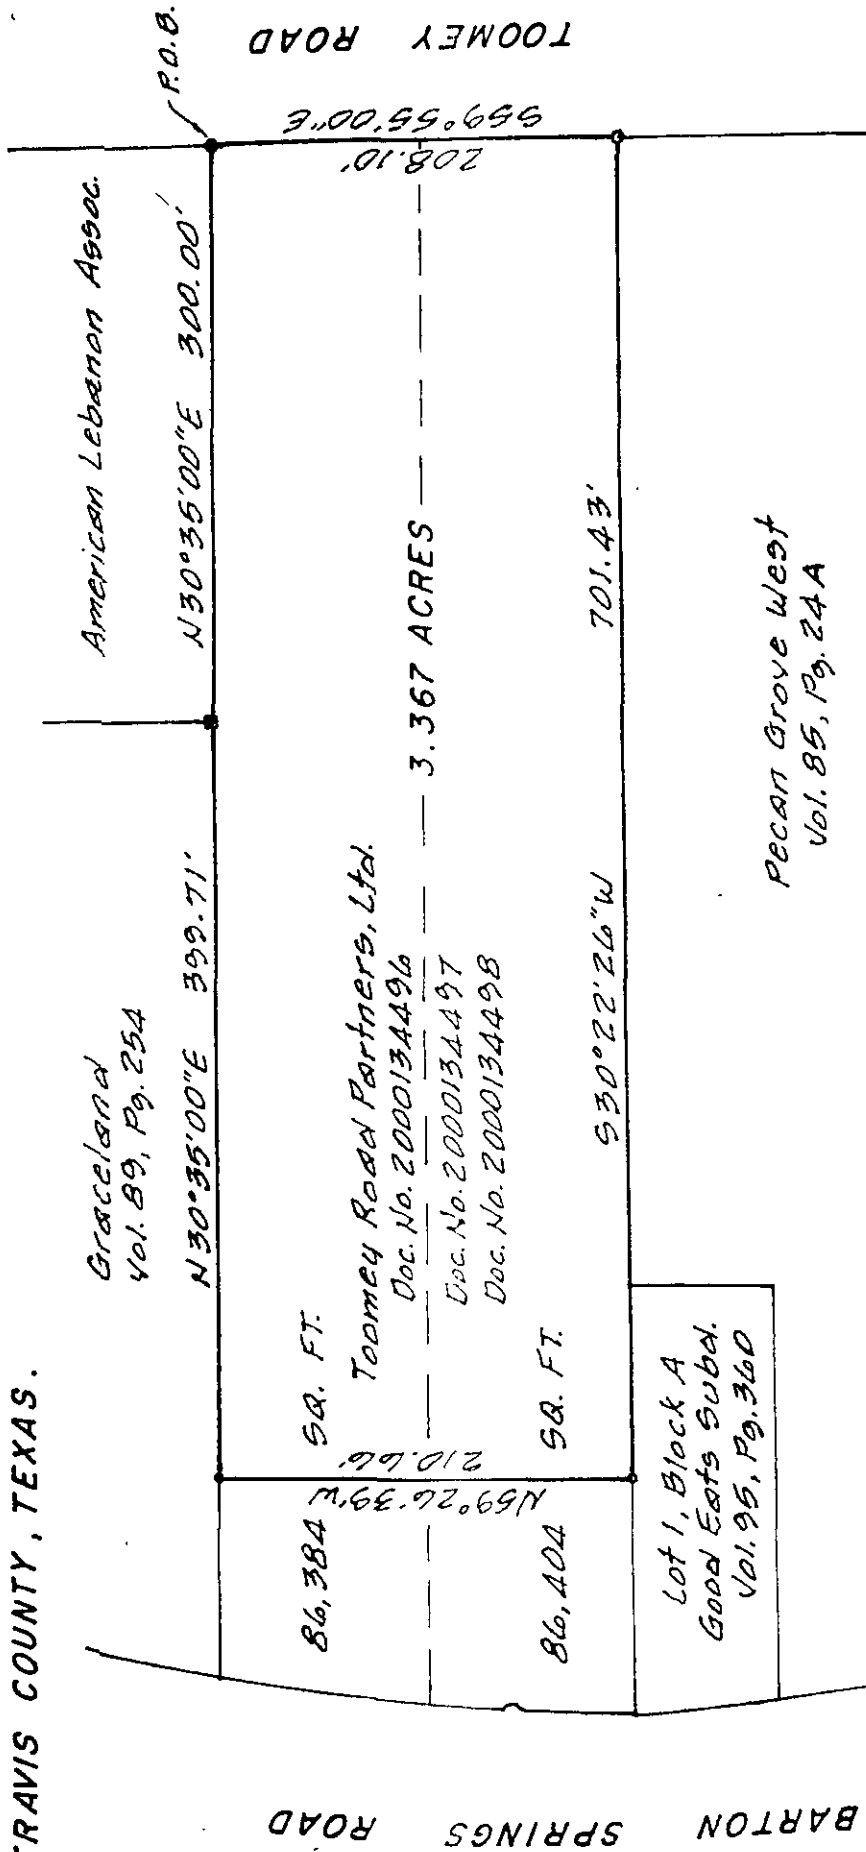 TRAVIS COUNTY, TEXAS.
Graceland
Vol. 89, Pg. 254
N30°35'00"E 399.71'
American Lebanon Assoc.
N30°35'00"E 300.00'
P.O.B.
TOOMEY ROAD
S59°55'00"E
208.10'
86,384 SQ. FT.
Toomey Road Partners, Ltd.
Doc. No. 2000134496
3.367 ACRES
Doc. No. 2000134497
Doc. No. 2000134498
N59°26'39"W
210.66'
86,404 SQ. FT.
S30°22'26"W 701.43'
Lot 1, Block A
Good Eats Subd.
Vol. 95, Pg. 360
Pecan Grove West
Vol. 85, Pg. 24A
BARTON SPRINGS ROAD